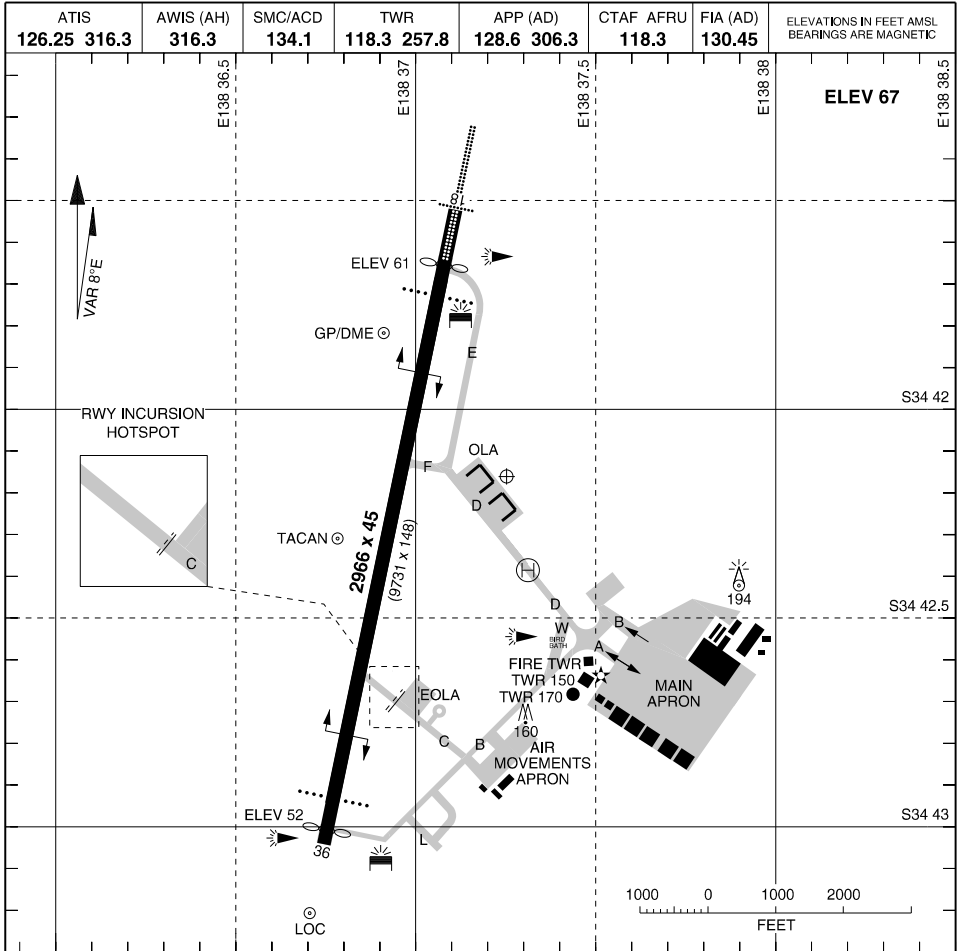 ATIS
126.25 316.3
AWIS (AH)
316.3
SMC/ACD
134.1
TWR
118.3 257.8
APP (AD)
128.6 306.3
CTAF AFRU
118.3
FIA (AD)
130.45
ELEVATIONS IN FEET AMSL
BEARINGS ARE MAGNETIC
E138 36.5
E138 37
E138 37.5
E138 38
E138 38.5
ELEV 67
VAR 8°E
ELEV 61
GP/DME
E
S34 42
RWY INCURSION
HOTSPOT
C
OLA
F
D
TACAN
2966 x 45
(9731 x 148)
H
194
D
S34 42.5
B
W
BIRD
BATH
A
FIRE TWR
TWR 150
TWR 170
MAIN
APRON
EOLA
160
C
B
AIR
MOVEMENTS
APRON
ELEV 52
S34 43
L
36
LOC
1000 0 1000 2000
FEET